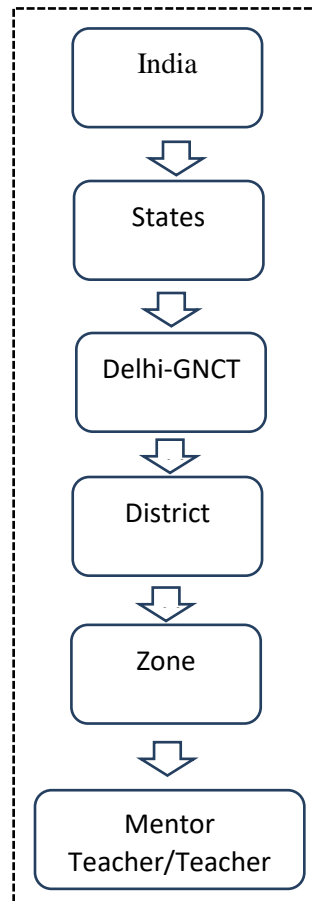 India
States
Delhi-GNCT
District
Zone
Mentor
Teacher/Teacher